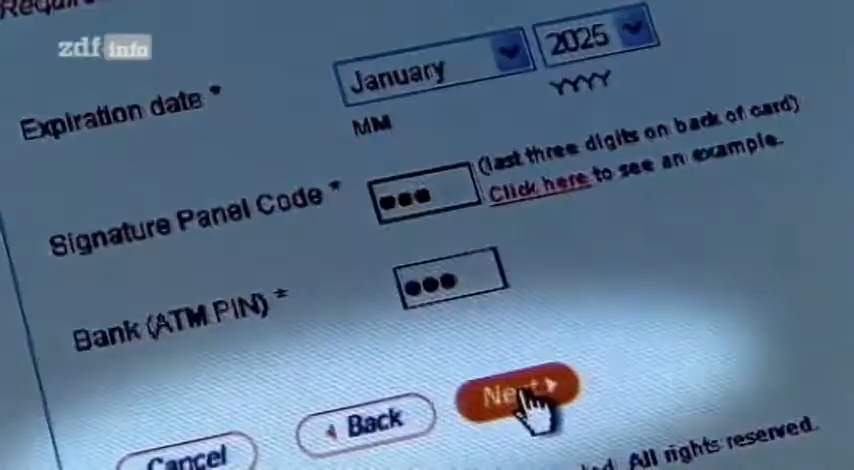 Require
zdf info
Expiration date *
January 2025
MM YYYY
Signature Panel Code *
(last three digits on back of card)
Click here to see an example.
Bank (ATM PIN) *
Next
Back
Cancel
All rights reserved.